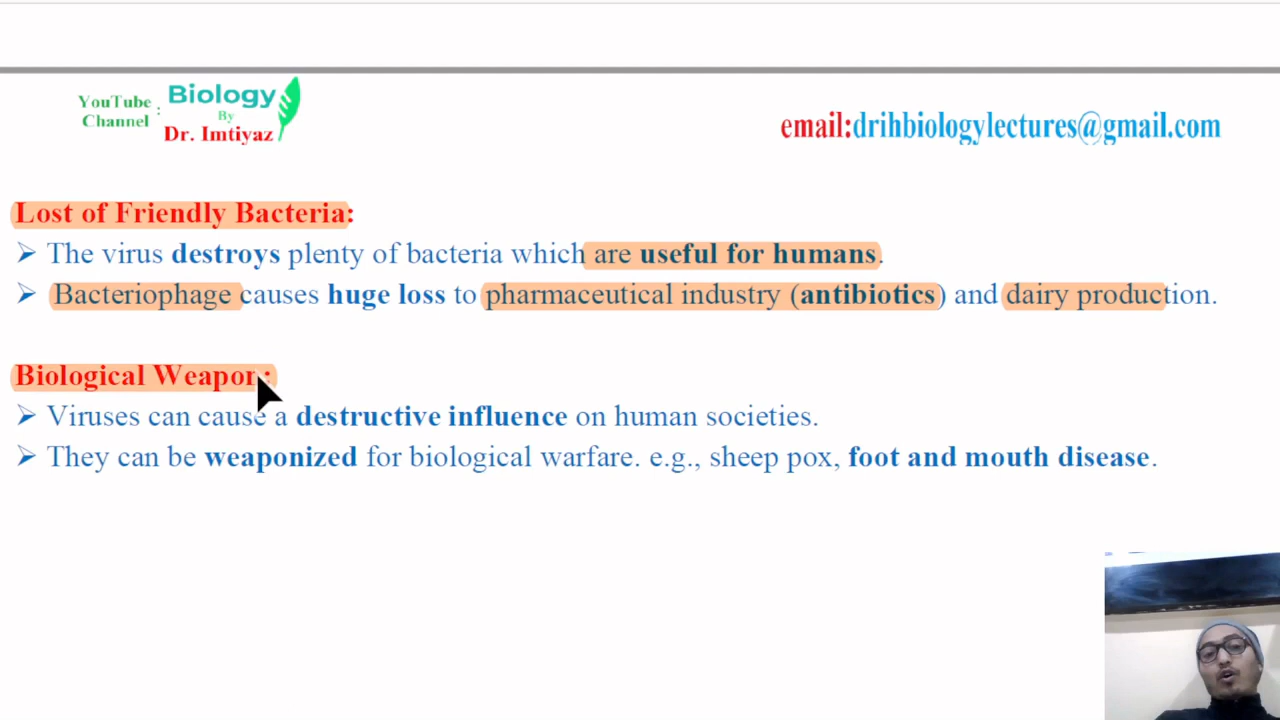 YouTube Channel : Biology By Dr. Imtiyaz
email:drihbiologylectures@gmail.com
Lost of Friendly Bacteria:
➢ The virus destroys plenty of bacteria which are useful for humans.
➢ Bacteriophage causes huge loss to pharmaceutical industry (antibiotics) and dairy production.
Biological Weapon:
➢ Viruses can cause a destructive influence on human societies.
➢ They can be weaponized for biological warfare. e.g., sheep pox, foot and mouth disease.